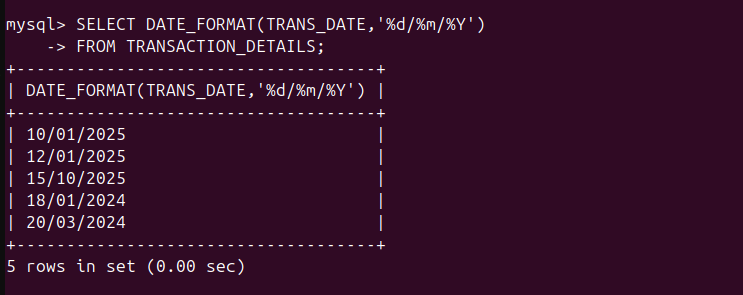 mysql> SELECT DATE_FORMAT(TRANS_DATE,'%d/%m/%Y')
    -> FROM TRANSACTION_DETAILS;
+------------------------------------+
| DATE_FORMAT(TRANS_DATE,'%d/%m/%Y') |
+------------------------------------+
| 10/01/2025                         |
| 12/01/2025                         |
| 15/10/2025                         |
| 18/01/2024                         |
| 20/03/2024                         |
+------------------------------------+
5 rows in set (0.00 sec)